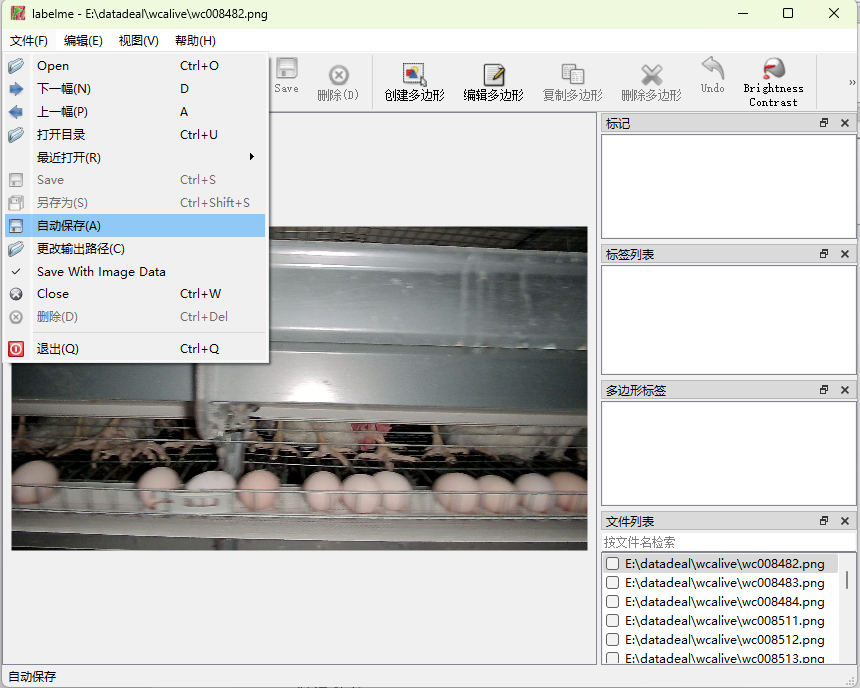 labelme - E:\datadeal\wcalive\wc008482.png
文件(F) 编辑(E) 视图(V) 帮助(H)
Open Ctrl+O
下一幅(N) D
上一幅(P) A
打开目录 Ctrl+U
最近打开(R)
Save Ctrl+S
另存为(S) Ctrl+Shift+S
自动保存(A)
更改输出路径(C)
Save With Image Data
Close Ctrl+W
删除(D) Ctrl+Del
退出(Q) Ctrl+Q
Save
删除(D)
创建多边形
编辑多边形
复制多边形
删除多边形
Undo
Brightness
Contrast
»
标记
标签列表
多边形标签
文件列表
按文件名检索
E:\datadeal\wcalive\wc008482.png
E:\datadeal\wcalive\wc008483.png
E:\datadeal\wcalive\wc008484.png
E:\datadeal\wcalive\wc008511.png
E:\datadeal\wcalive\wc008512.png
E:\datadeal\wcalive\wc008513.png
自动保存